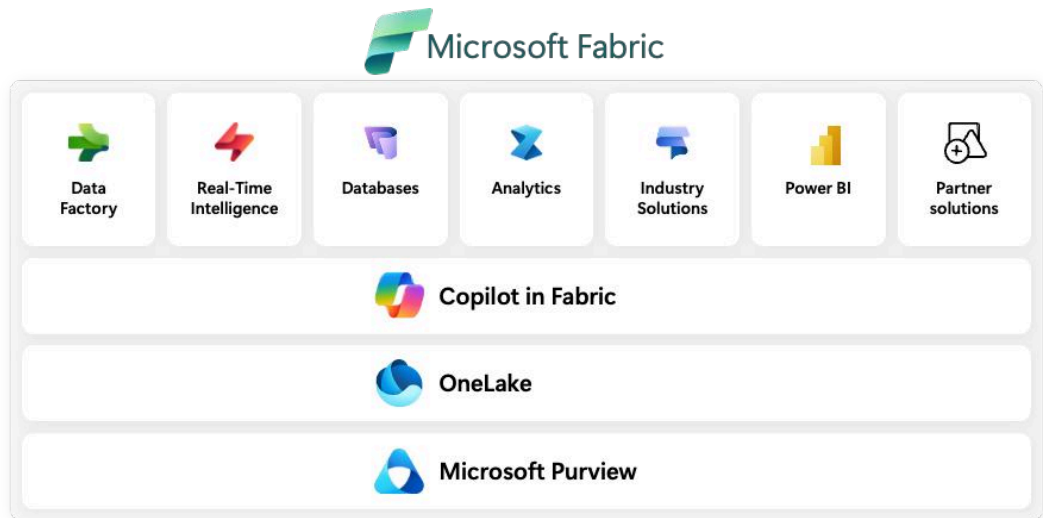 Microsoft Fabric
Data
Factory
Real-Time
Intelligence
Databases
Analytics
Industry
Solutions
Power BI
Partner
solutions
Copilot in Fabric
OneLake
Microsoft Purview